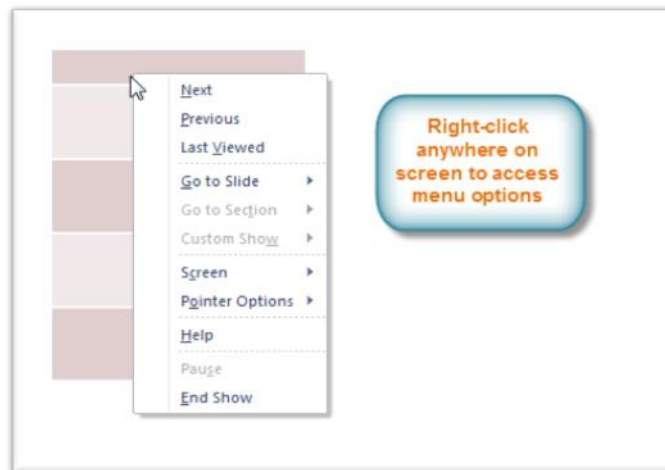 Next
Previous
Last Viewed
Go to Slide
Go to Section
Custom Show
Screen
Pointer Options
Help
Pause
End Show
Right-click
anywhere on
screen to access
menu options